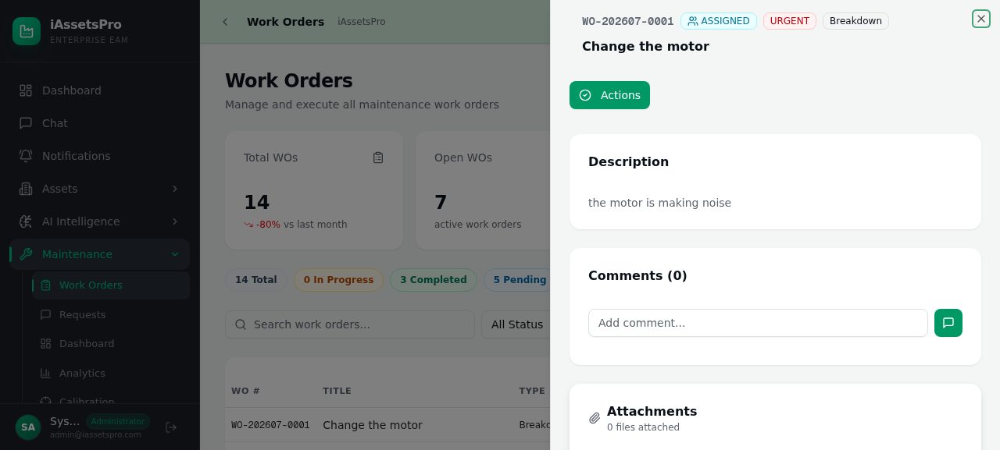 iAssetsPro
ENTERPRISE EAM
Dashboard
Chat
Notifications
Assets
AI Intelligence
Maintenance
Work Orders
Requests
Dashboard
Analytics
Calibration
SA
Sys...
Administrator
admin@iassetspro.com
Work Orders
iAssetsPro
Work Orders
Manage and execute all maintenance work orders
Total WOs
14
-80% vs last month
Open WOs
7
active work orders
14 Total
0 In Progress
3 Completed
5 Pending
Search work orders...
All Status
WO #
TITLE
TYPE
WO-202607-0001
Change the motor
WO-202607-0001
ASSIGNED
URGENT
Breakdown
Change the motor
Actions
Description
the motor is making noise
Comments (0)
Add comment...
Attachments
0 files attached